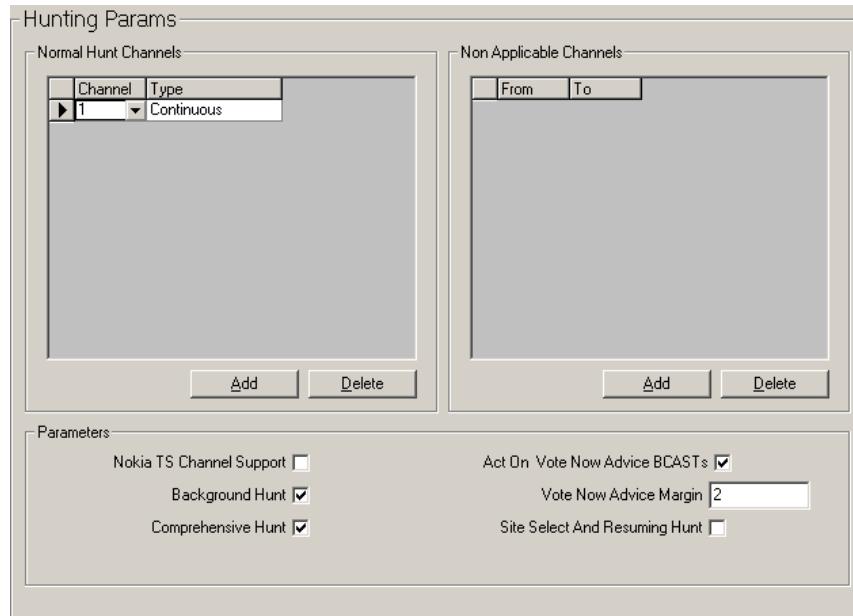 Hunting Params
Normal Hunt Channels
Channel Type
1 Continuous
Add Delete
Non Applicable Channels
From To
Add Delete
Parameters
Nokia TS Channel Support
Background Hunt
Comprehensive Hunt
Act On Vote Now Advice BCASTs
Vote Now Advice Margin 2
Site Select And Resuming Hunt